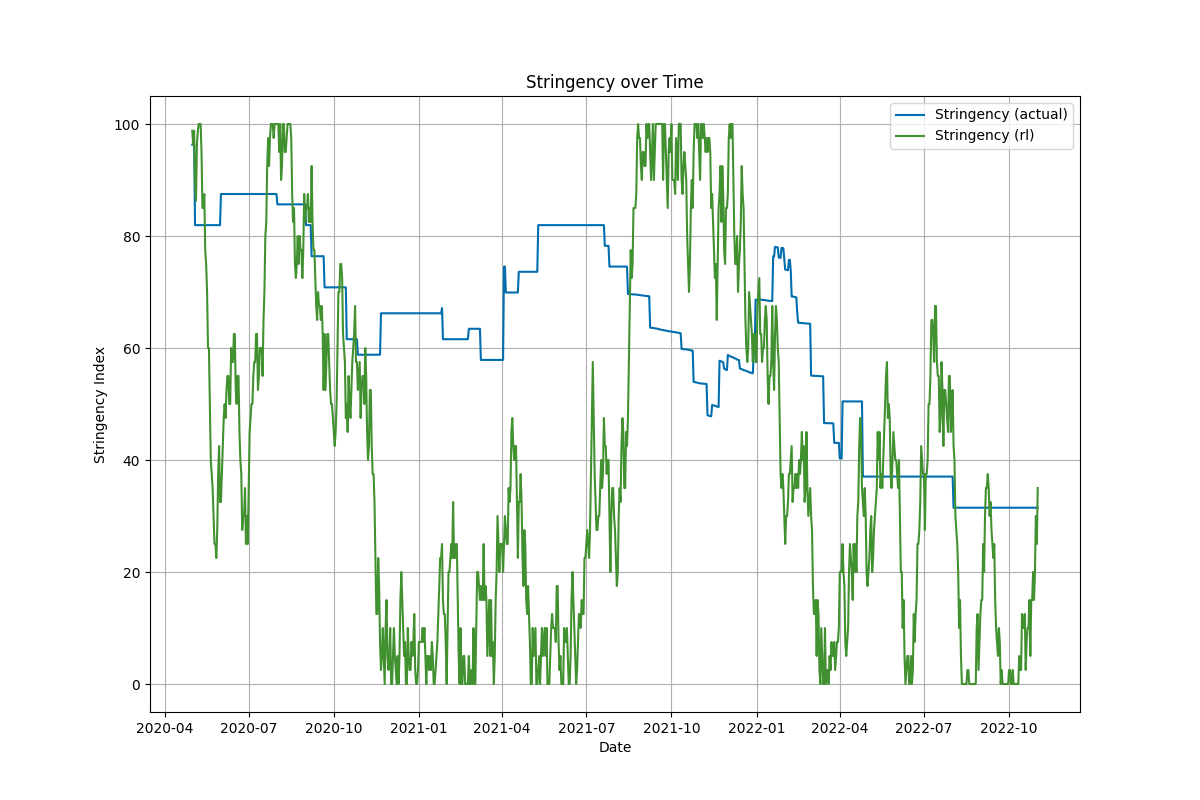 Stringency over Time
Stringency (actual)
Stringency (rl)
100
80
60
40
20
0
Stringency Index
2020-04 2020-07 2020-10 2021-01 2021-04 2021-07 2021-10 2022-01 2022-04 2022-07 2022-10
Date